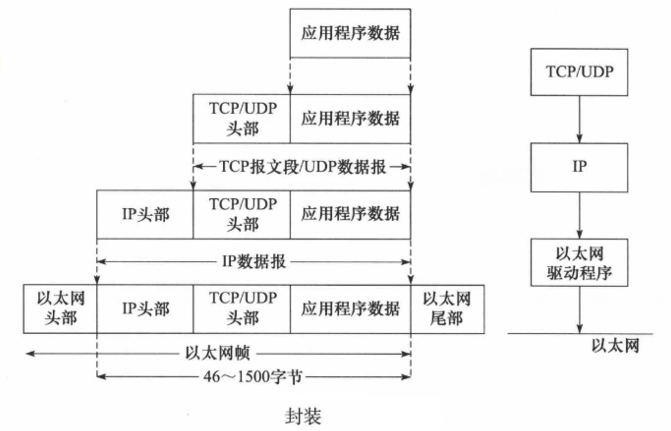 应用程序数据
TCP/UDP
头部
应用程序数据
TCP报文段/UDP数据报
IP头部
TCP/UDP
头部
应用程序数据
IP数据报
以太网
头部
IP头部
TCP/UDP
头部
应用程序数据
以太网
尾部
以太网帧
46~1500字节
TCP/UDP
IP
以太网
驱动程序
以太网
封装